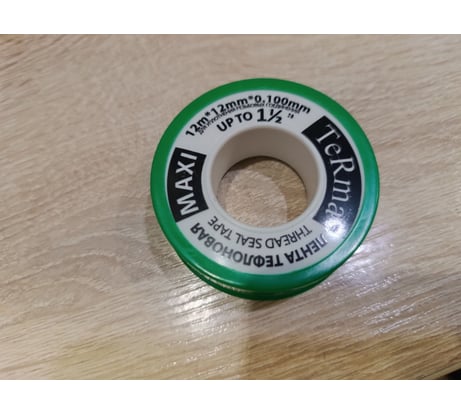 12m*12mm*0,100mm
UP TO 1½"
TeRma
MAXI
THREAD SEAL TAPE
ЛЕНТА ТЕФЛОНОВАЯ